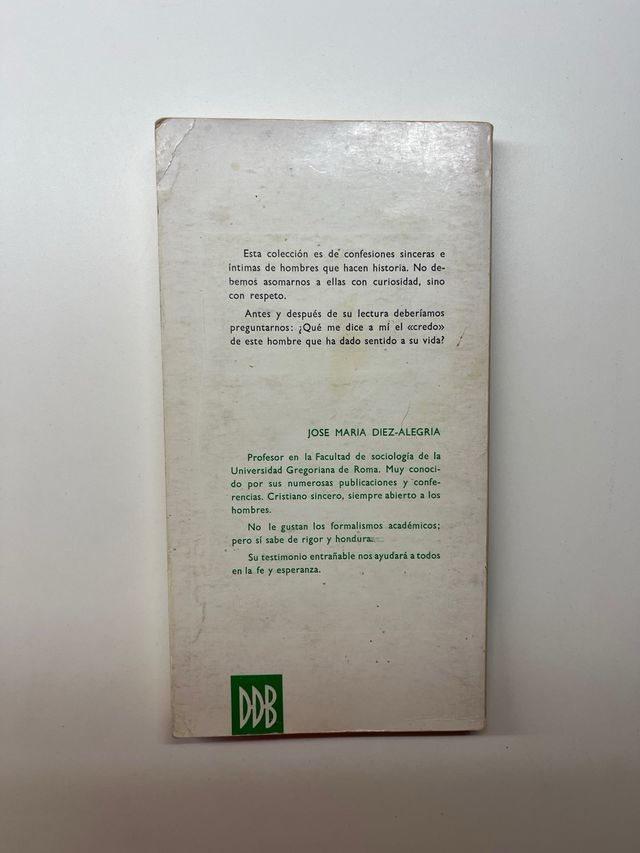 Esta colección es de confesiones sinceras e
íntimas de hombres que hacen historia. No de-
bemos asomarnos a ellas con curiosidad, sino
con respeto.
Antes y después de su lectura deberíamos
preguntarnos: ¿Qué me dice a mí el «credo»
de este hombre que ha dado sentido a su vida?
JOSE MARIA DIEZ-ALEGRIA
Profesor en la Facultad de sociología de la
Universidad Gregoriana de Roma. Muy conoci-
do por sus numerosas publicaciones y confe-
rencias. Cristiano sincero, siempre abierto a los
hombres.
No le gustan los formalismos académicos;
pero sí sabe de rigor y hondura.
Su testimonio entrañable nos ayudará a todos
en la fe y esperanza.
DDB